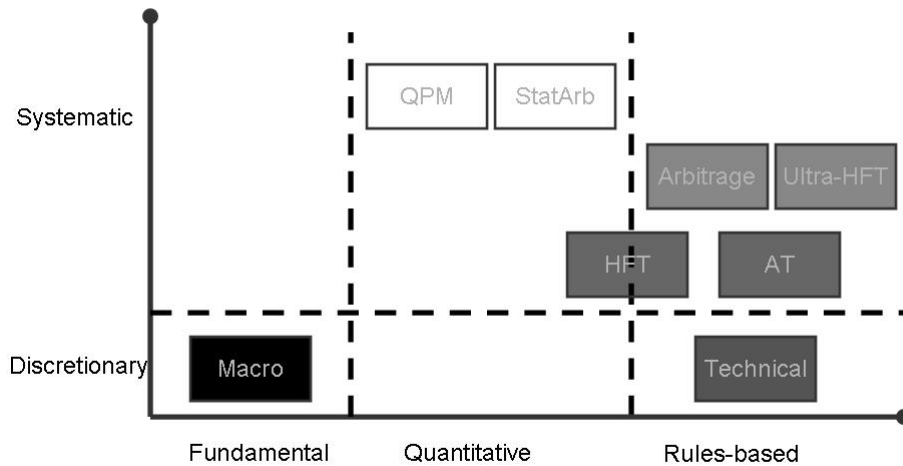 QPM StatArb
Systematic
Arbitrage Ultra-HFT
HFT AT
Discretionary Macro Technical
Fundamental Quantitative Rules-based